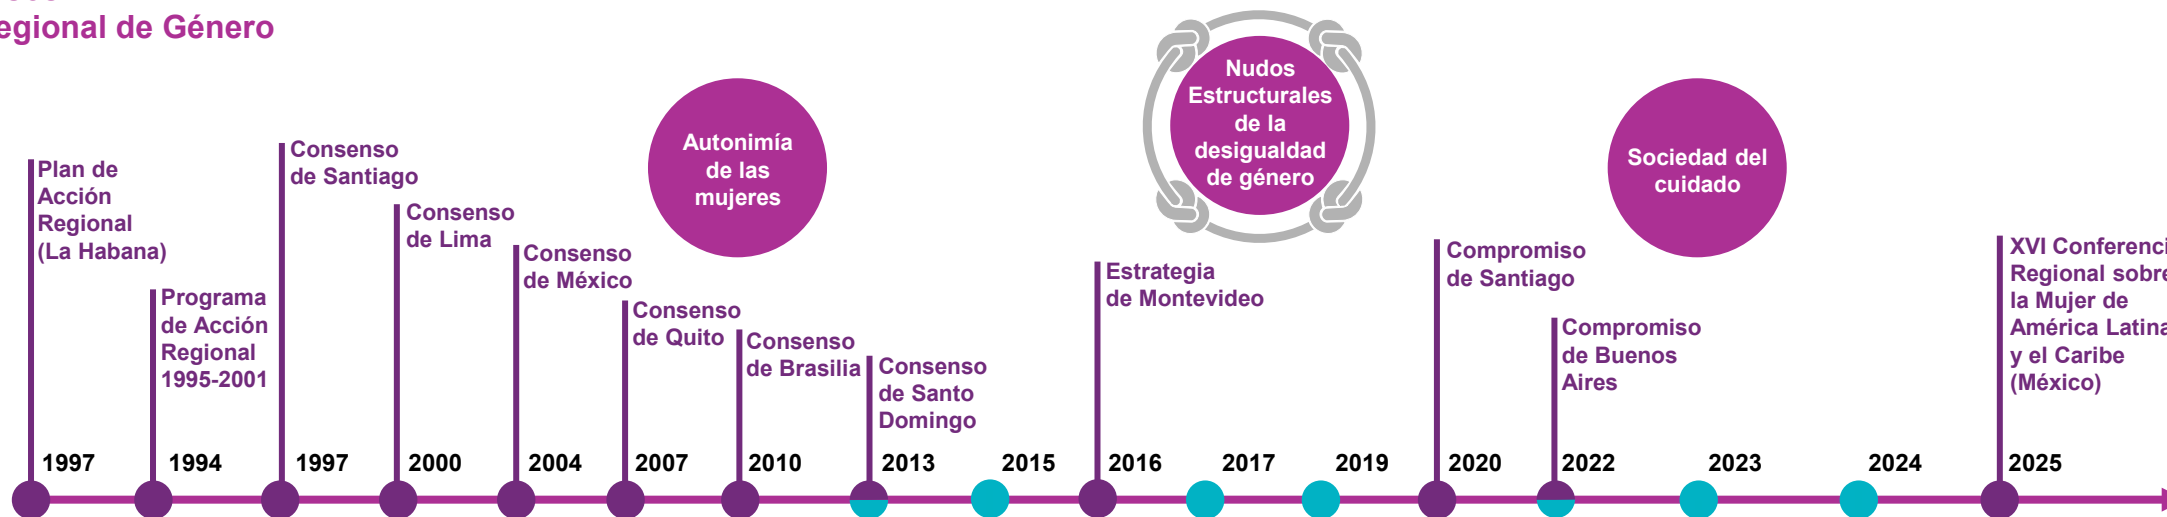 egional de Género
Plan de
Acción
Regional
(La Habana)
1997
Programa
de Acción
Regional
1995-2001
1994
Consenso
de Santiago
1997
Consenso
de Lima
2000
Consenso
de México
2004
Consenso
de Quito
2007
Consenso
de Brasilia
2010
Consenso
de Santo
Domingo
2013
Autonimía
de las
mujeres
2015
Estrategia
de Montevideo
2016
Nudos
Estructurales
de la
desigualdad
de género
2017
2019
Compromiso
de Santiago
2020
Compromiso
de Buenos
Aires
2022
Sociedad del
cuidado
2023
2024
XVI Conferenci
Regional sobre
la Mujer de
América Latina
y el Caribe
(México)
2025